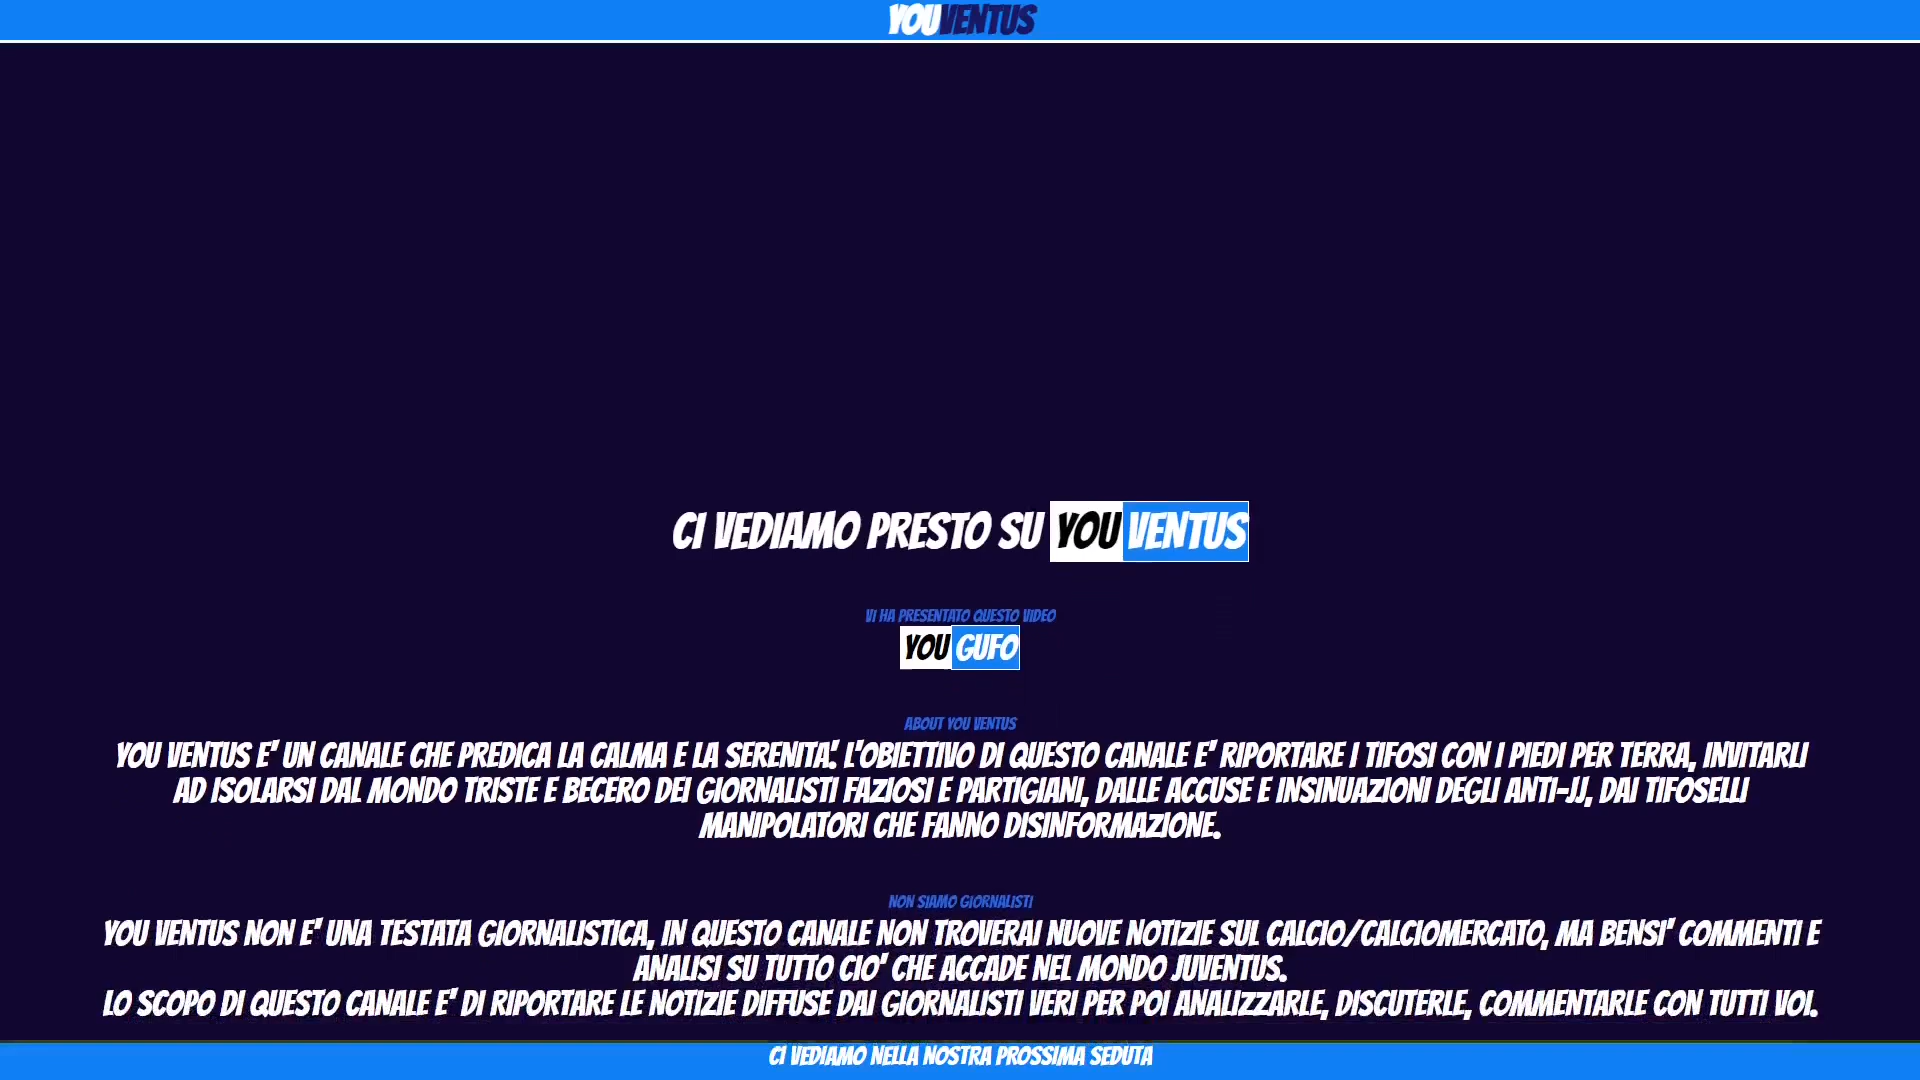 YOUVENTUS
CI VEDIAMO PRESTO SU YOU VENTUS
VI HA PRESENTATO QUESTO VIDEO
YOU GUFO
ABOUT YOU VENTUS
YOU VENTUS E' UN CANALE CHE PREDICA LA CALMA E LA SERENITA'. L'OBIETTIVO DI QUESTO CANALE E' RIPORTARE I TIFOSI CON I PIEDI PER TERRA, INVITARLI
AD ISOLARSI DAL MONDO TRISTE E BECERO DEI GIORNALISTI FAZIOSI E PARTIGIANI, DALLE ACCUSE E INSINUAZIONI DEGLI ANTI-JJ, DAI TIFOSELLI
MANIPOLATORI CHE FANNO DISINFORMAZIONE.
NON SIAMO GIORNALISTI
YOU VENTUS NON E' UNA TESTATA GIORNALISTICA, IN QUESTO CANALE NON TROVERAI NUOVE NOTIZIE SUL CALCIO/CALCIOMERCATO, MA BENSI' COMMENTI E
ANALISI SU TUTTO CIO' CHE ACCADE NEL MONDO JUVENTUS.
LO SCOPO DI QUESTO CANALE E' DI RIPORTARE LE NOTIZIE DIFFUSE DAI GIORNALISTI VERI PER POI ANALIZZARLE, DISCUTERLE, COMMENTARLE CON TUTTI VOI.
CI VEDIAMO NELLA NOSTRA PROSSIMA SEDUTA